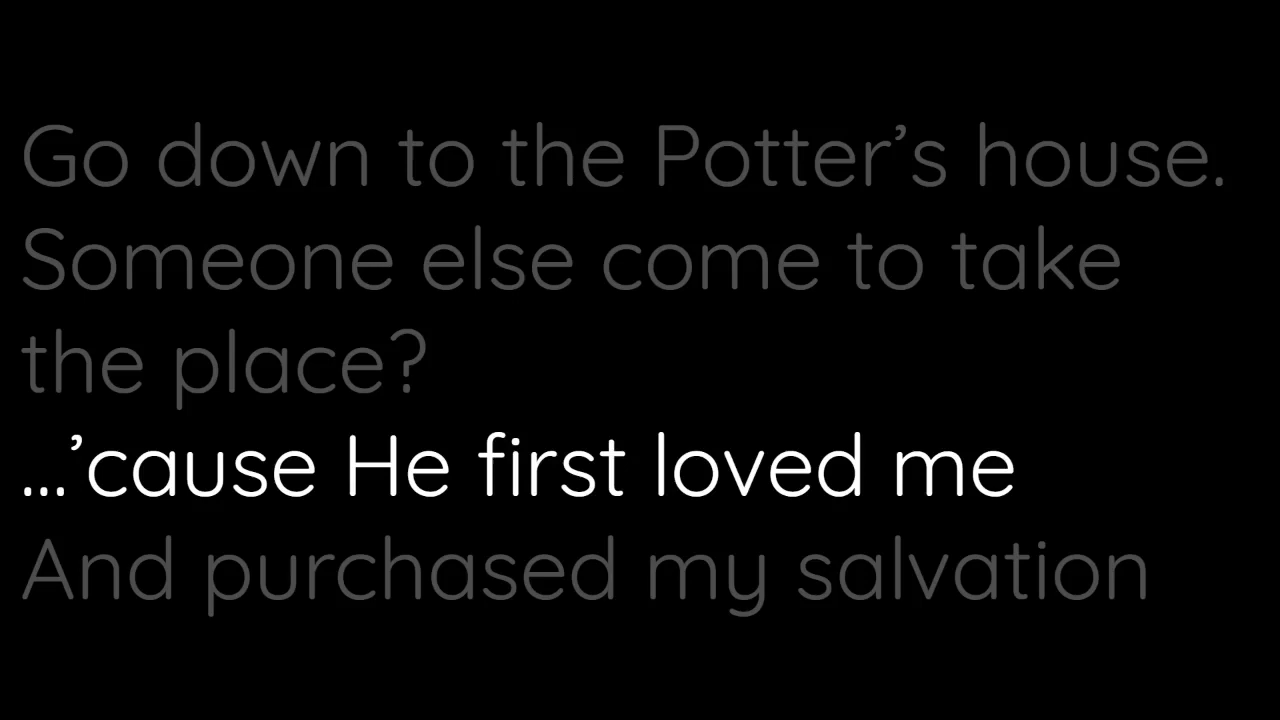 Go down to the Potter’s house.
Someone else come to take
the place?
...’cause He first loved me
And purchased my salvation